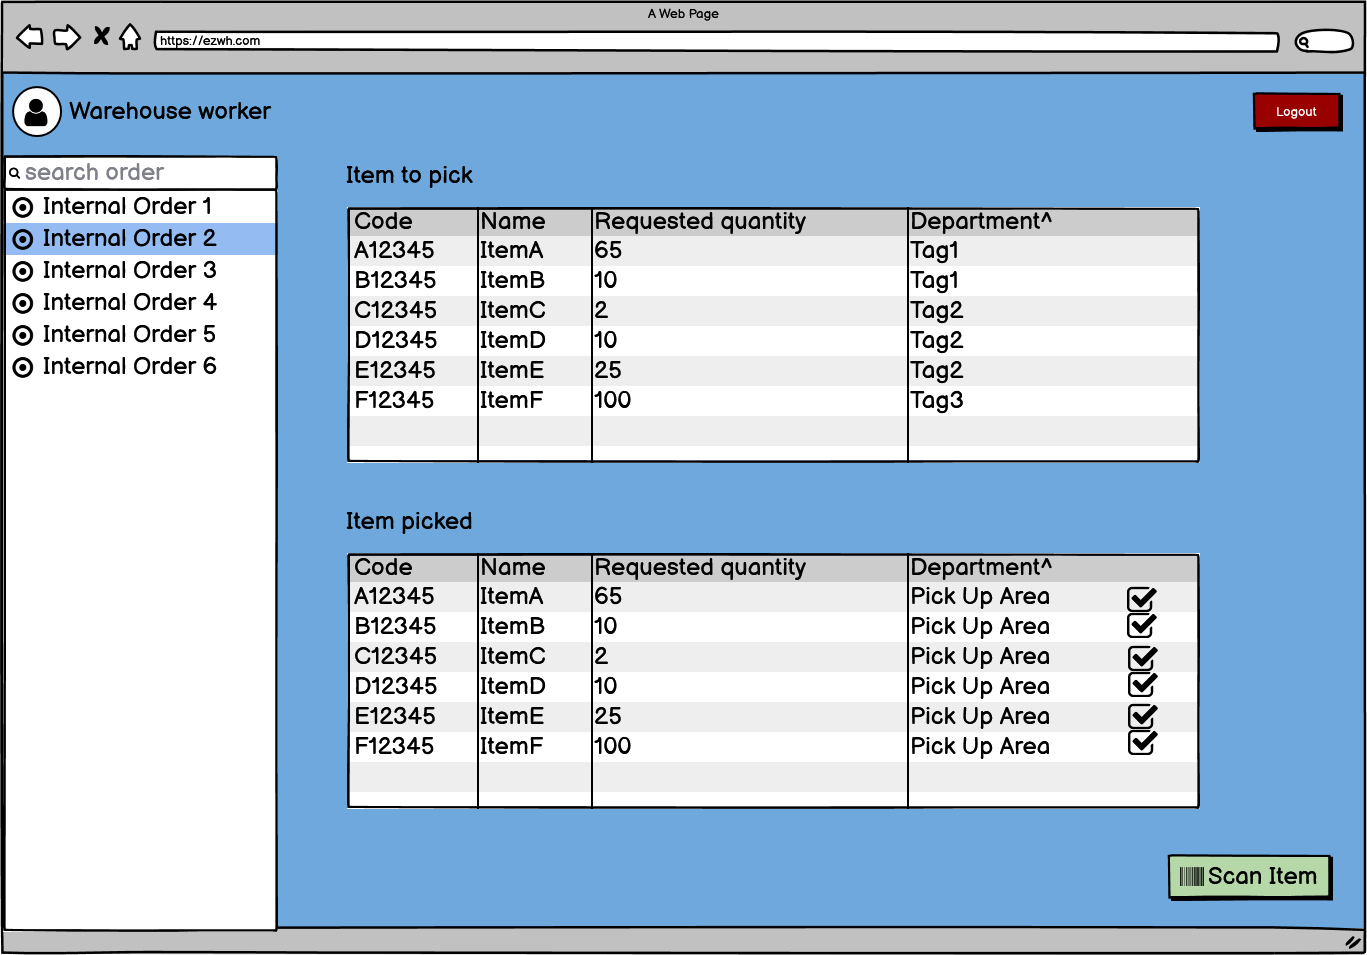 A Web Page
https://ezwh.com
Warehouse worker
Logout
search order
Internal Order 1
Internal Order 2
Internal Order 3
Internal Order 4
Internal Order 5
Internal Order 6
Item to pick
Code Name Requested quantity Department^
A12345 ItemA 65 Tag1
B12345 ItemB 10 Tag1
C12345 ItemC 2 Tag2
D12345 ItemD 10 Tag2
E12345 ItemE 25 Tag2
F12345 ItemF 100 Tag3
Item picked
Code Name Requested quantity Department^
A12345 ItemA 65 Pick Up Area
B12345 ItemB 10 Pick Up Area
C12345 ItemC 2 Pick Up Area
D12345 ItemD 10 Pick Up Area
E12345 ItemE 25 Pick Up Area
F12345 ItemF 100 Pick Up Area
Scan Item